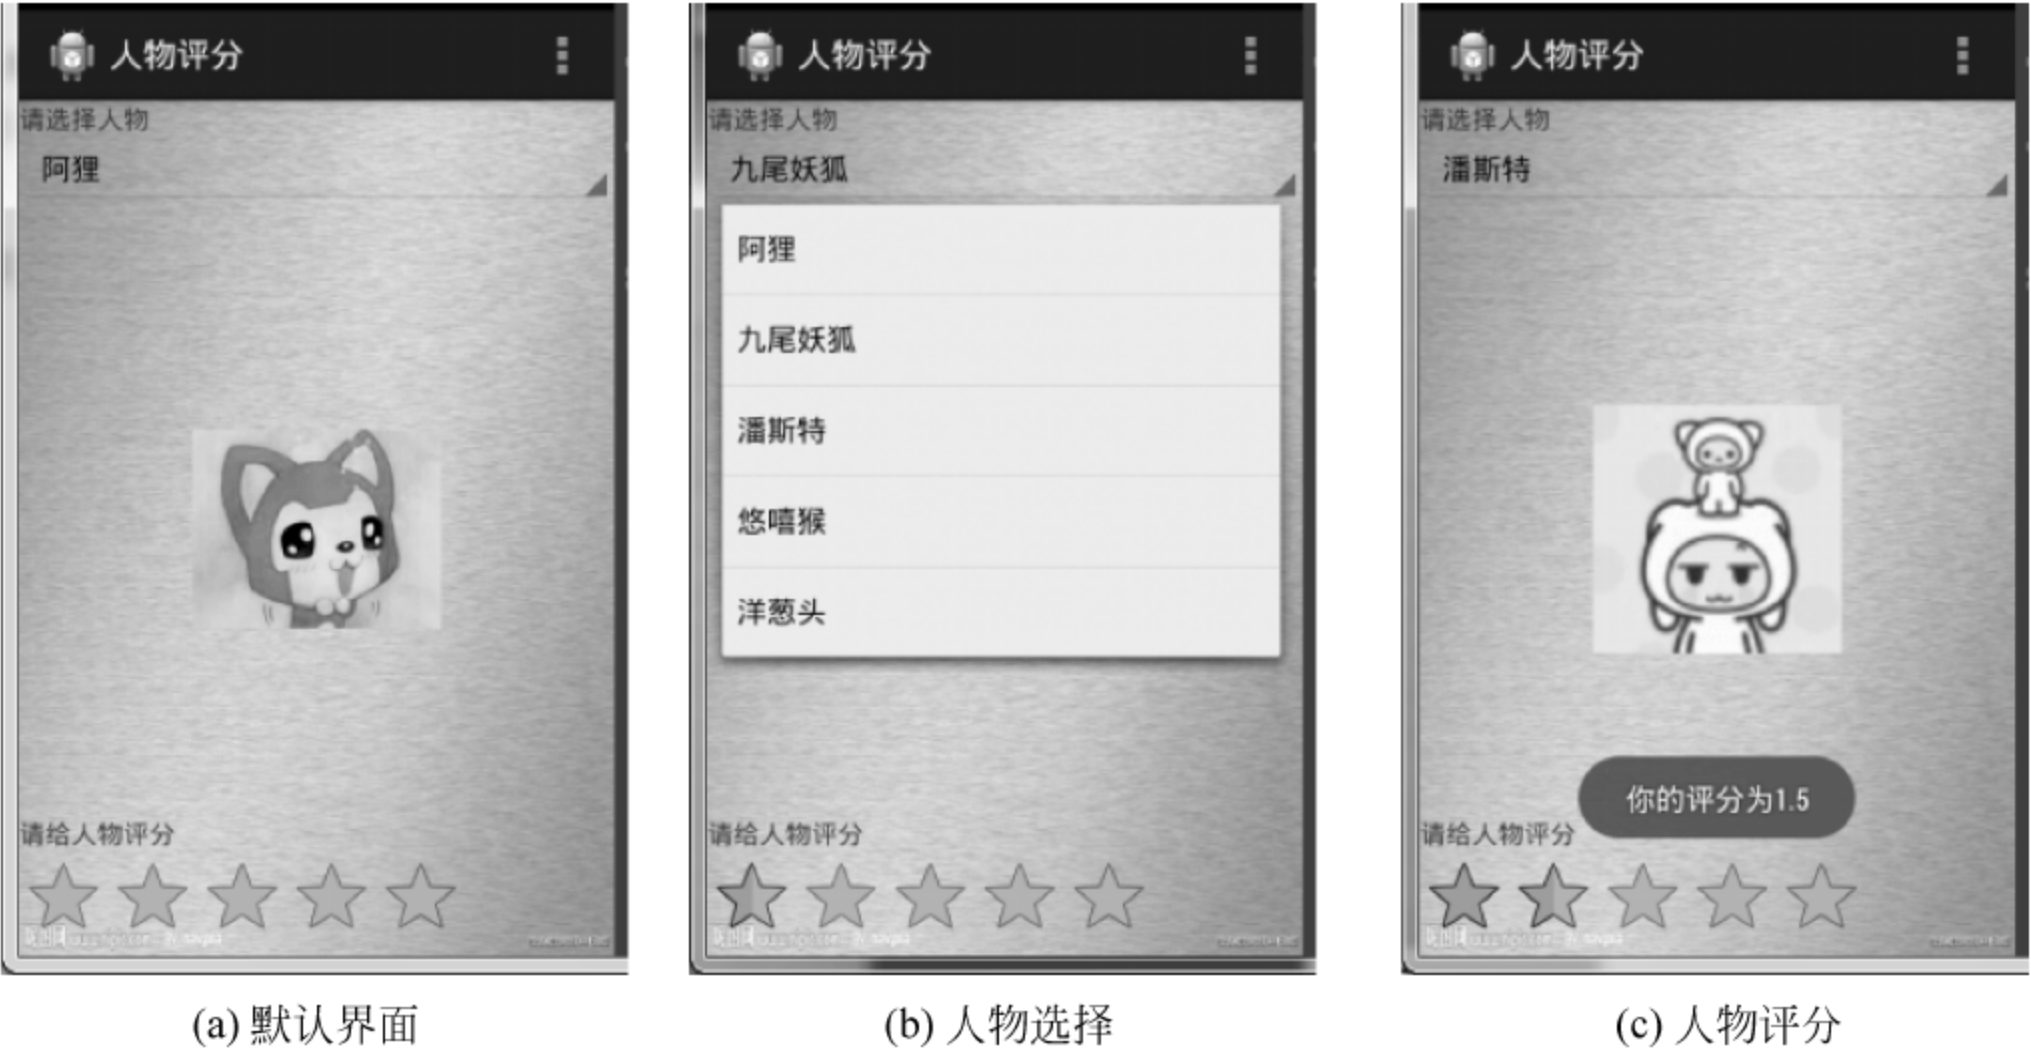 人物评分
请选择人物
阿狸
请给人物评分
(a) 默认界面
人物评分
请选择人物
九尾妖狐
阿狸
九尾妖狐
潘斯特
悠嘻猴
洋葱头
请给人物评分
(b) 人物选择
人物评分
请选择人物
潘斯特
你的评分为1.5
请给人物评分
(c) 人物评分